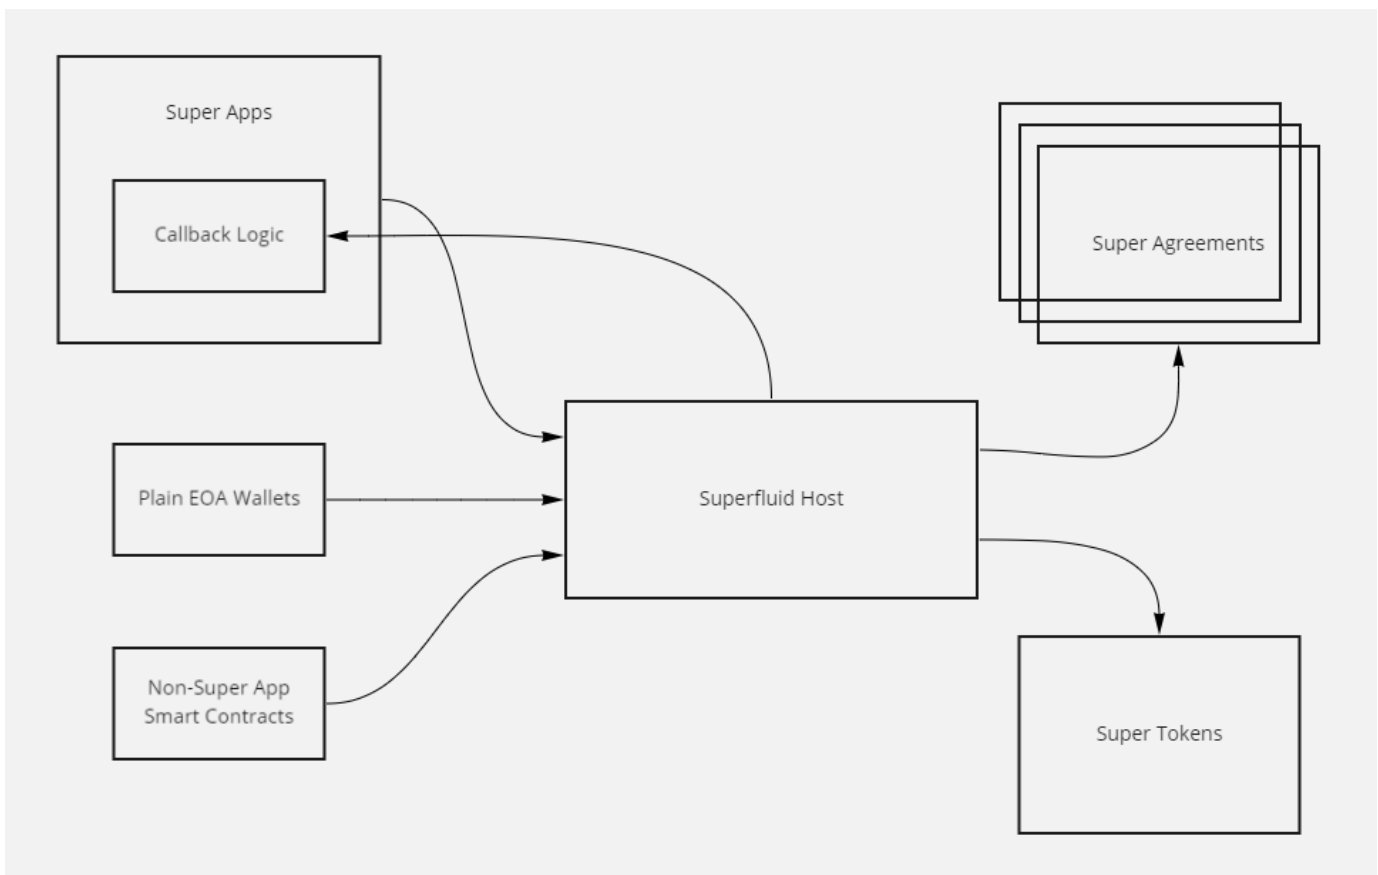 Super Apps
Callback Logic
Super Agreements
Plain EOA Wallets
Superfluid Host
Non-Super App
Smart Contracts
Super Tokens